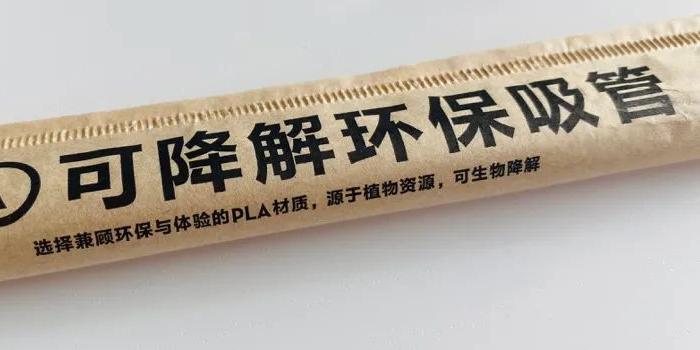 可降解环保吸管
选择兼顾环保与体验的PLA材质，源于植物资源，可生物降解